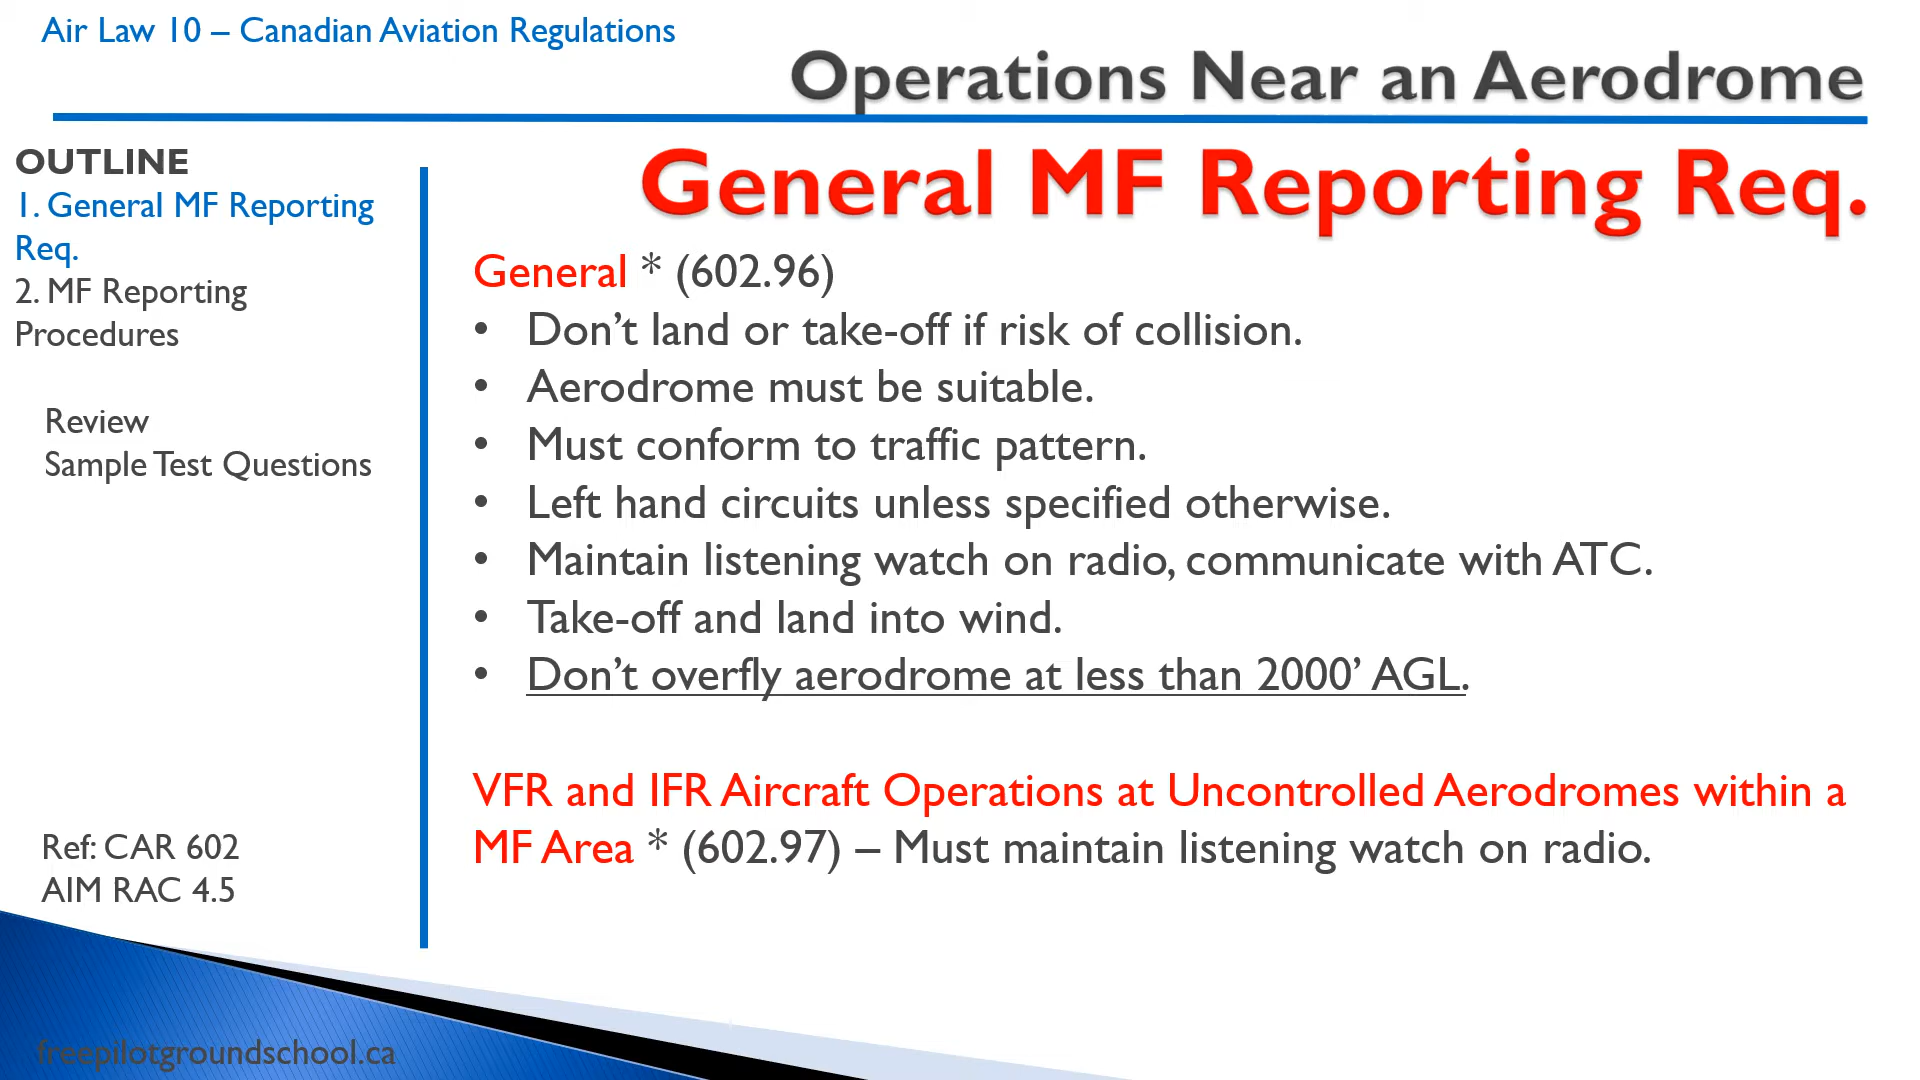 Air Law 10 – Canadian Aviation Regulations
Operations Near an Aerodrome
OUTLINE
1. General MF Reporting
Req.
2. MF Reporting
Procedures
Review
Sample Test Questions
Ref: CAR 602
AIM RAC 4.5
General MF Reporting Req.
General * (602.96)
• Don’t land or take-off if risk of collision.
• Aerodrome must be suitable.
• Must conform to traffic pattern.
• Left hand circuits unless specified otherwise.
• Maintain listening watch on radio, communicate with ATC.
• Take-off and land into wind.
• Don’t overfly aerodrome at less than 2000’ AGL.
VFR and IFR Aircraft Operations at Uncontrolled Aerodromes within a
MF Area * (602.97) – Must maintain listening watch on radio.
freepilotgroundschool.ca